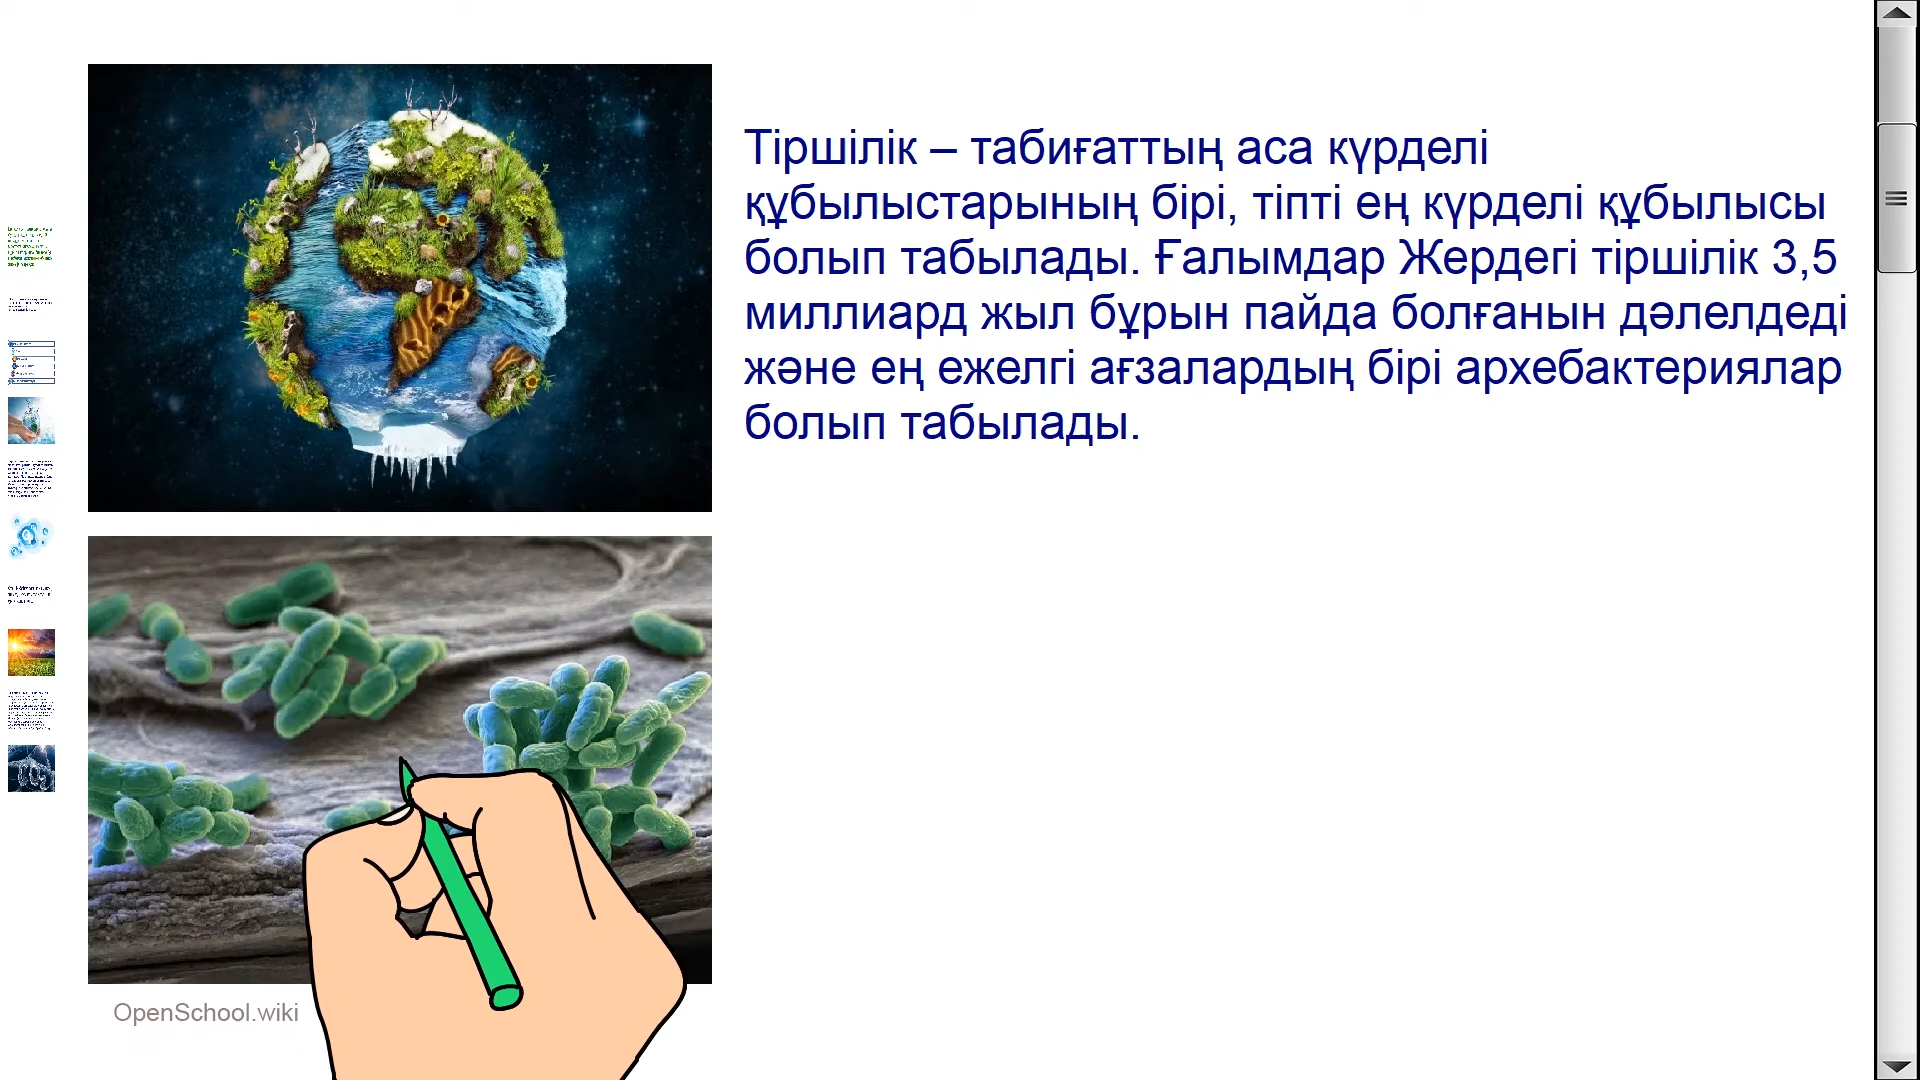 Тіршілік – табиғаттың аса күрделі
құбылыстарының бірі, тіпті ең күрделі құбылысы
болып табылады. Ғалымдар Жердегі тіршілік 3,5
миллиард жыл бұрын пайда болғанын дәлелдеді
және ең ежелгі ағзалардың бірі архебактериялар
болып табылады.
OpenSchool.wiki